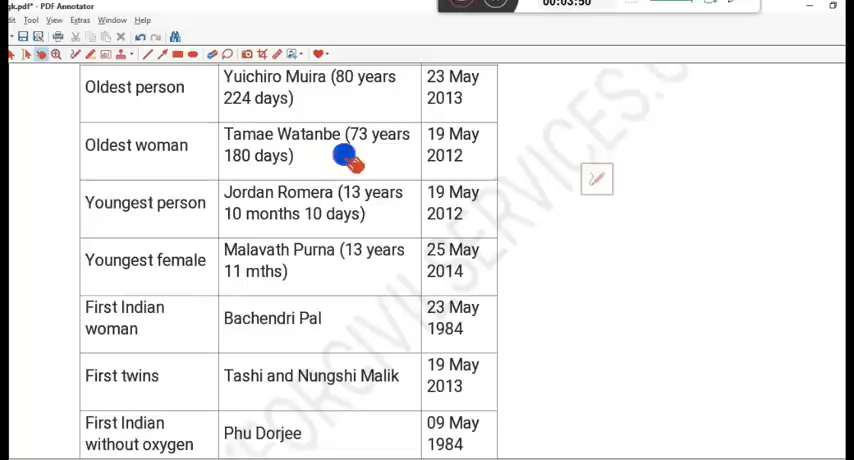 gk.pdf* - PDF Annotator
00:03:50
dit Tool View Extras Window Help
Oldest person
Yuichiro Muira (80 years
224 days)
23 May
2013
Oldest woman
Tamae Watanbe (73 years
180 days)
19 May
2012
Youngest person
Jordan Romera (13 years
10 months 10 days)
19 May
2012
Youngest female
Malavath Purna (13 years
11 mths)
25 May
2014
First Indian
woman
Bachendri Pal
23 May
1984
First twins
Tashi and Nungshi Malik
19 May
2013
First Indian
without oxygen
Phu Dorjee
09 May
1984
FORCIVILSERVICES.C